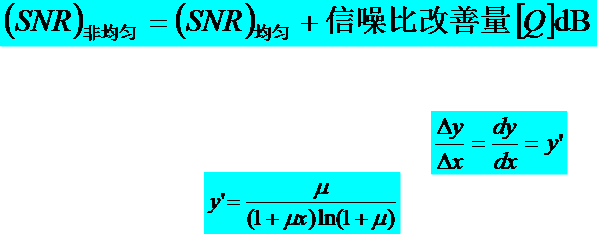 (SNR)非均匀 = (SNR)均匀 + 信噪比改善量[Q]dB
Δy/Δx = dy/dx = y'
y' = μ/((1 + μx)ln(1 + μ))